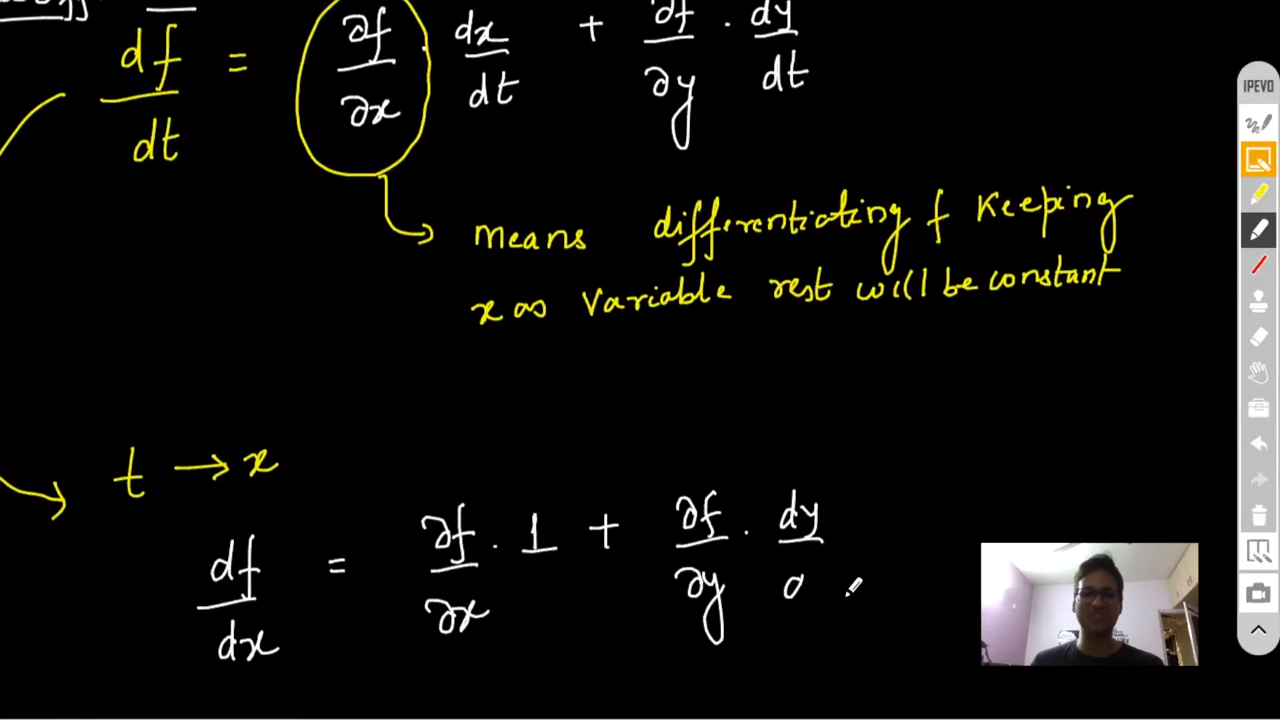 df/dt = ∂f/∂x · dx/dt + ∂f/∂y · dy/dt
means differentiating f keeping
x as variable rest will be constant
t → x
df/dx = ∂f/∂x · 1 + ∂f/∂y · dy/
IPEVO